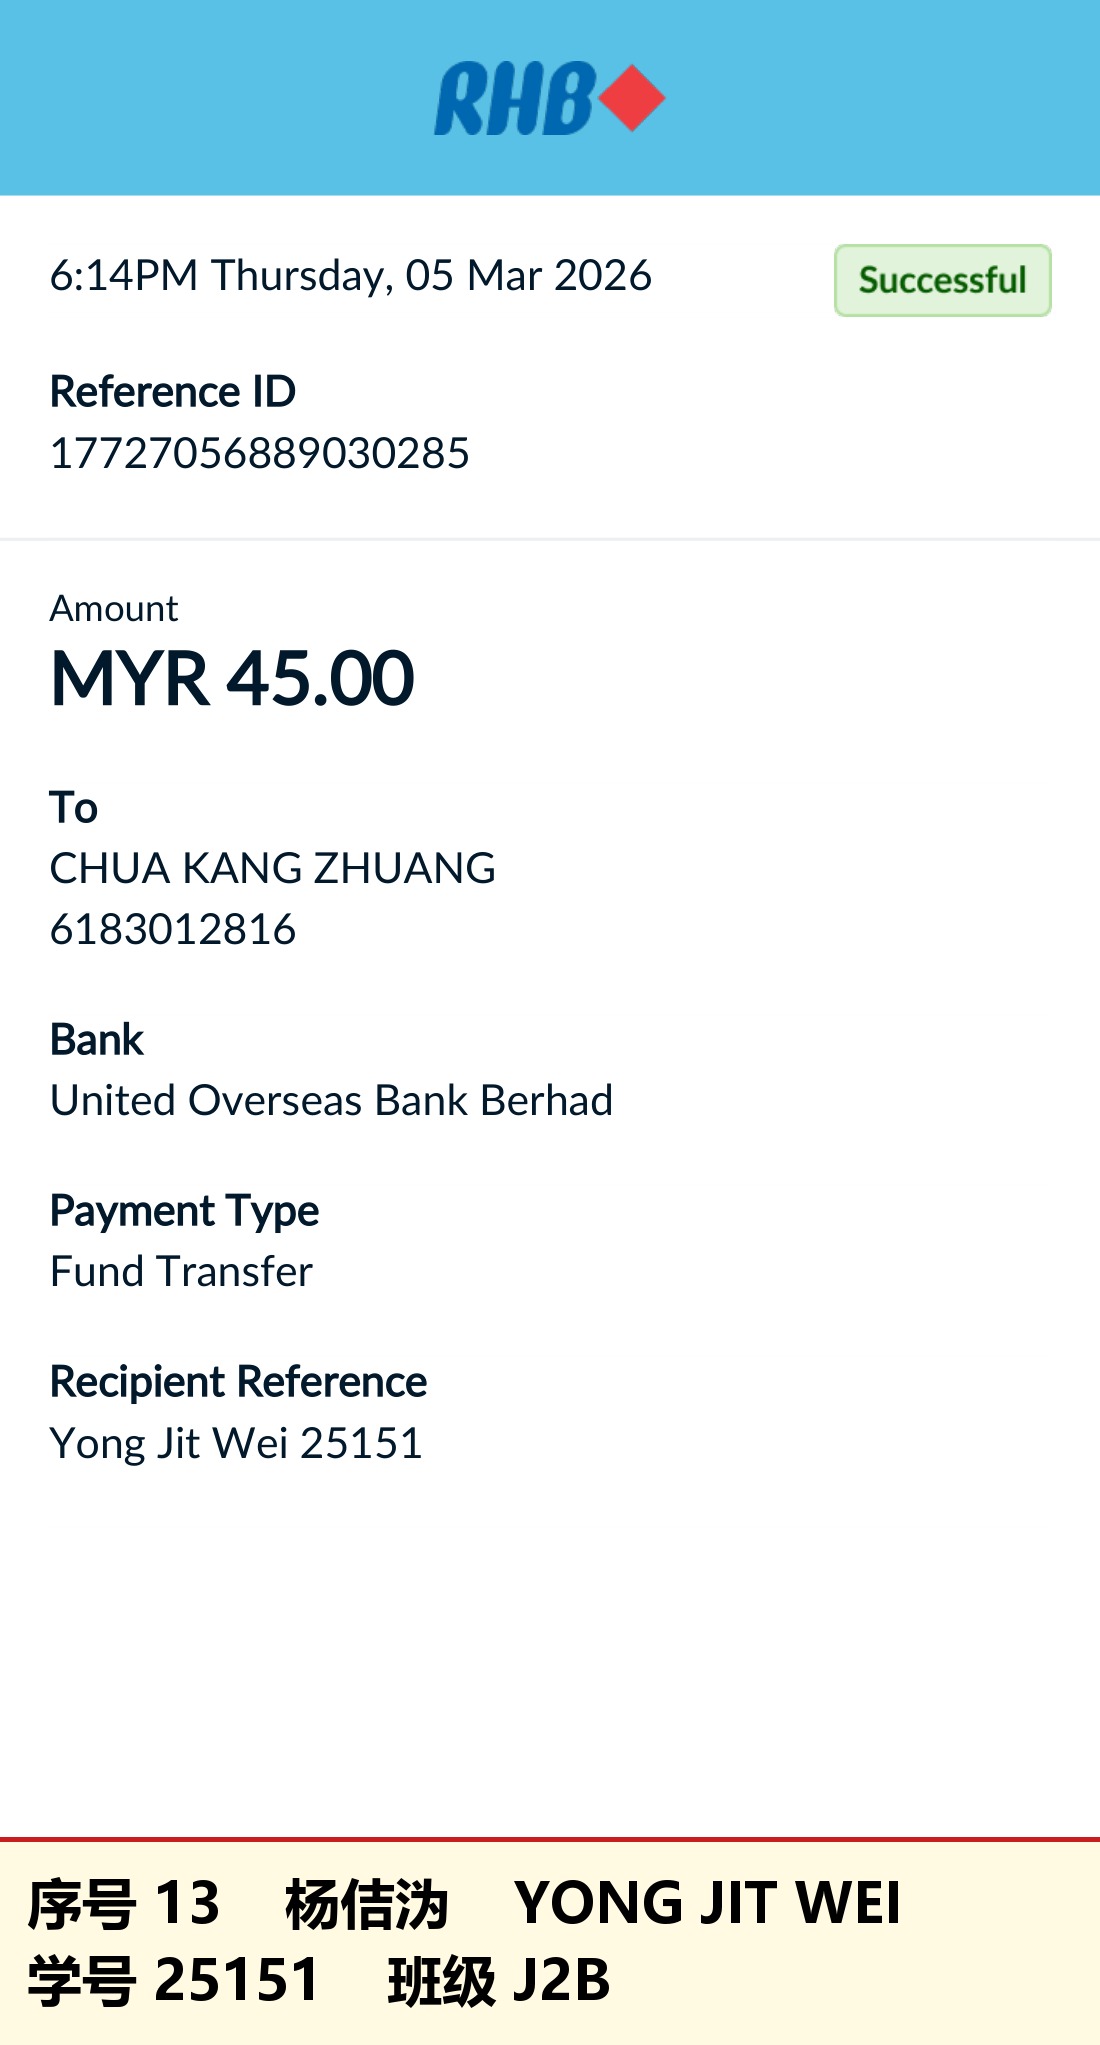 RHB
6:14PM Thursday, 05 Mar 2026
Successful
Reference ID
17727056889030285
Amount
MYR 45.00
To
CHUA KANG ZHUANG
6183012816
Bank
United Overseas Bank Berhad
Payment Type
Fund Transfer
Recipient Reference
Yong Jit Wei 25151
序号 13 杨佶沩 YONG JIT WEI
学号 25151 班级 J2B